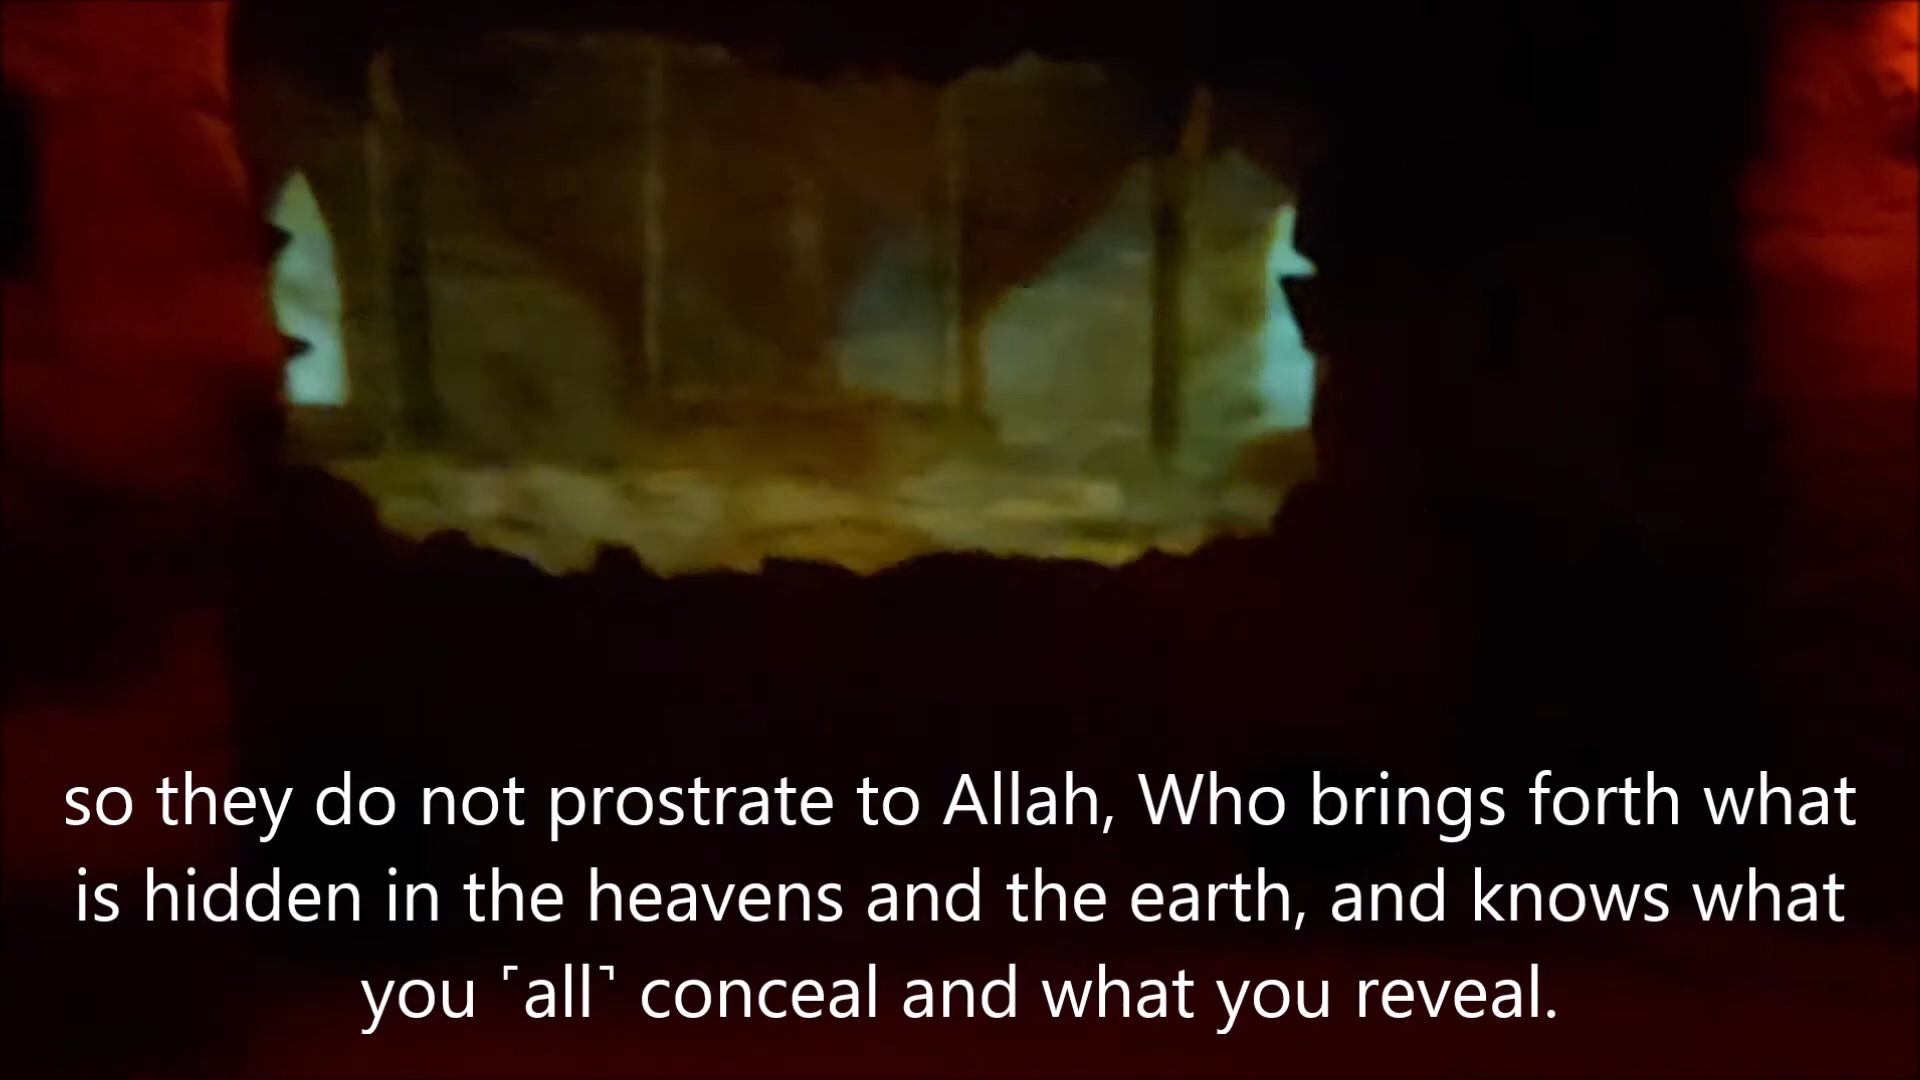 so they do not prostrate to Allah, Who brings forth what
is hidden in the heavens and the earth, and knows what
you ˹all˺ conceal and what you reveal.